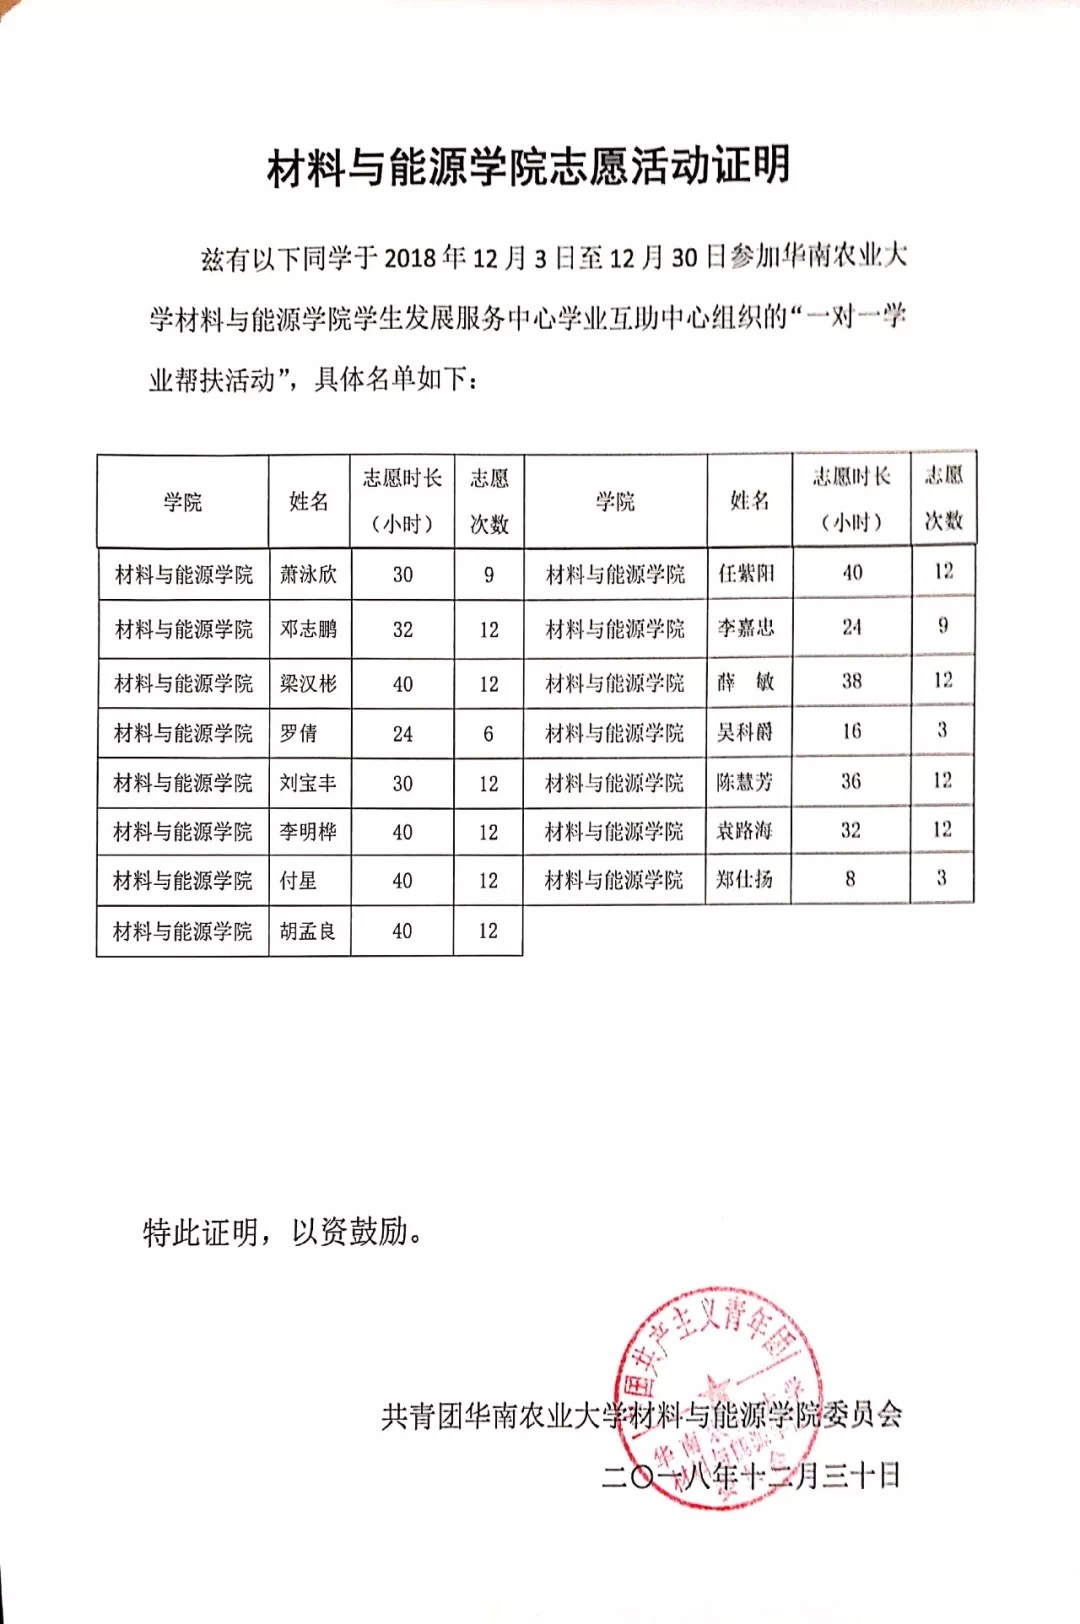 材料与能源学院志愿活动证明
兹有以下同学于 2018 年 12 月 3 日至 12 月 30 日参加华南农业大
学材料与能源学院学生发展服务中心学业互助中心组织的“一对一学
业帮扶活动”，具体名单如下：
学院 姓名 志愿时长（小时） 志愿次数 学院 姓名 志愿时长（小时） 志愿次数
材料与能源学院 萧泳欣 30 9 材料与能源学院 任紫阳 40 12
材料与能源学院 邓志鹏 32 12 材料与能源学院 李嘉忠 24 9
材料与能源学院 梁汉彬 40 12 材料与能源学院 薛 敏 38 12
材料与能源学院 罗倩 24 6 材料与能源学院 吴科爵 16 3
材料与能源学院 刘宝丰 30 12 材料与能源学院 陈慧芳 36 12
材料与能源学院 李明桦 40 12 材料与能源学院 袁路海 32 12
材料与能源学院 付星 40 12 材料与能源学院 郑仕扬 8 3
材料与能源学院 胡孟良 40 12
特此证明，以资鼓励。
中国共产主义青年团
共青团华南农业大学材料与能源学院委员会
二〇一八年十二月三十日